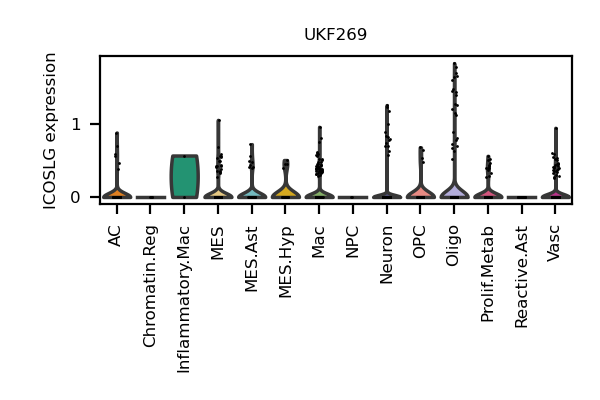 UKF269
ICOSLG expression
1
0
AC
Chromatin.Reg
Inflammatory.Mac
MES
MES.Ast
MES.Hyp
Mac
NPC
Neuron
OPC
Oligo
Prolif.Metab
Reactive.Ast
Vasc